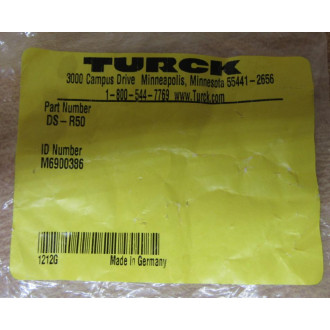 TURCK
3000 Campus Drive Minneapolis, Minnesota 55441-2656
1-800-544-7769 www.Turck.com
Part Number
DS-R50
ID Number
M6900386
1212G Made in Germany